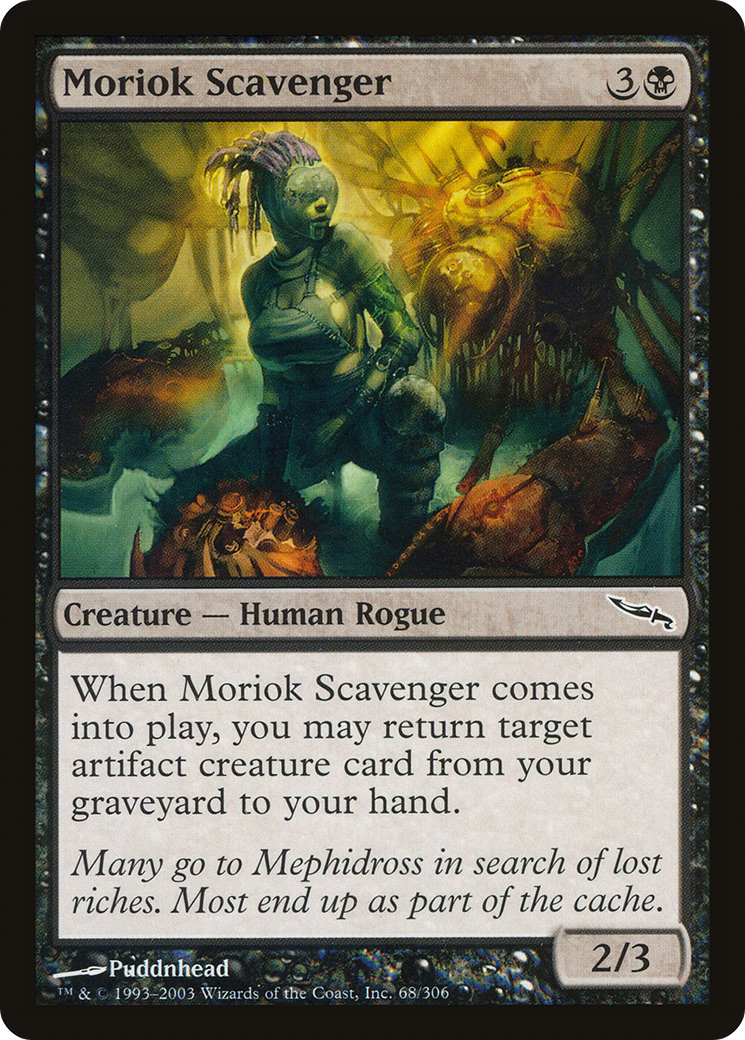 Moriok Scavenger 3
Creature — Human Rogue
When Moriok Scavenger comes
into play, you may return target
artifact creature card from your
graveyard to your hand.
Many go to Mephidross in search of lost
riches. Most end up as part of the cache.
2/3
Puddnhead
™ & © 1993–2003 Wizards of the Coast, Inc. 68/306